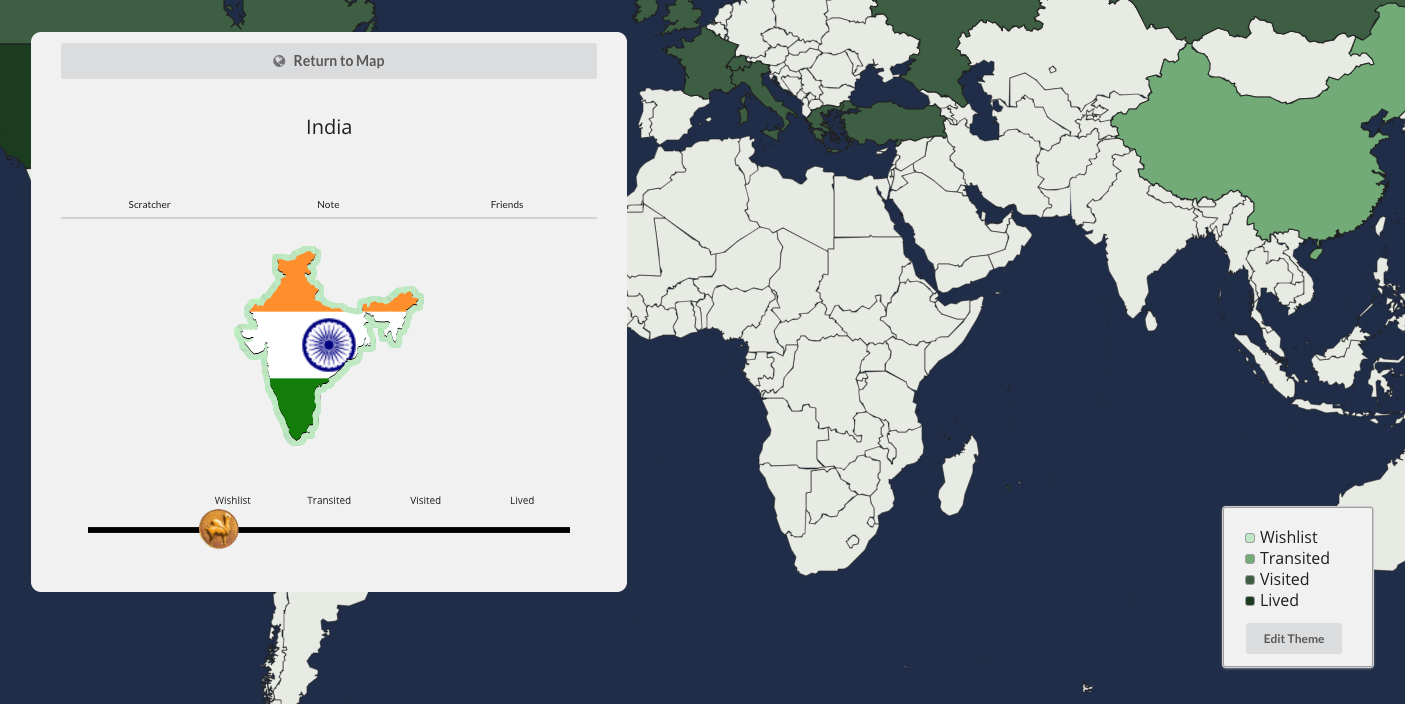 Return to Map
India
Scratcher Note Friends
Wishlist Transited Visited Lived
Wishlist
Transited
Visited
Lived
Edit Theme